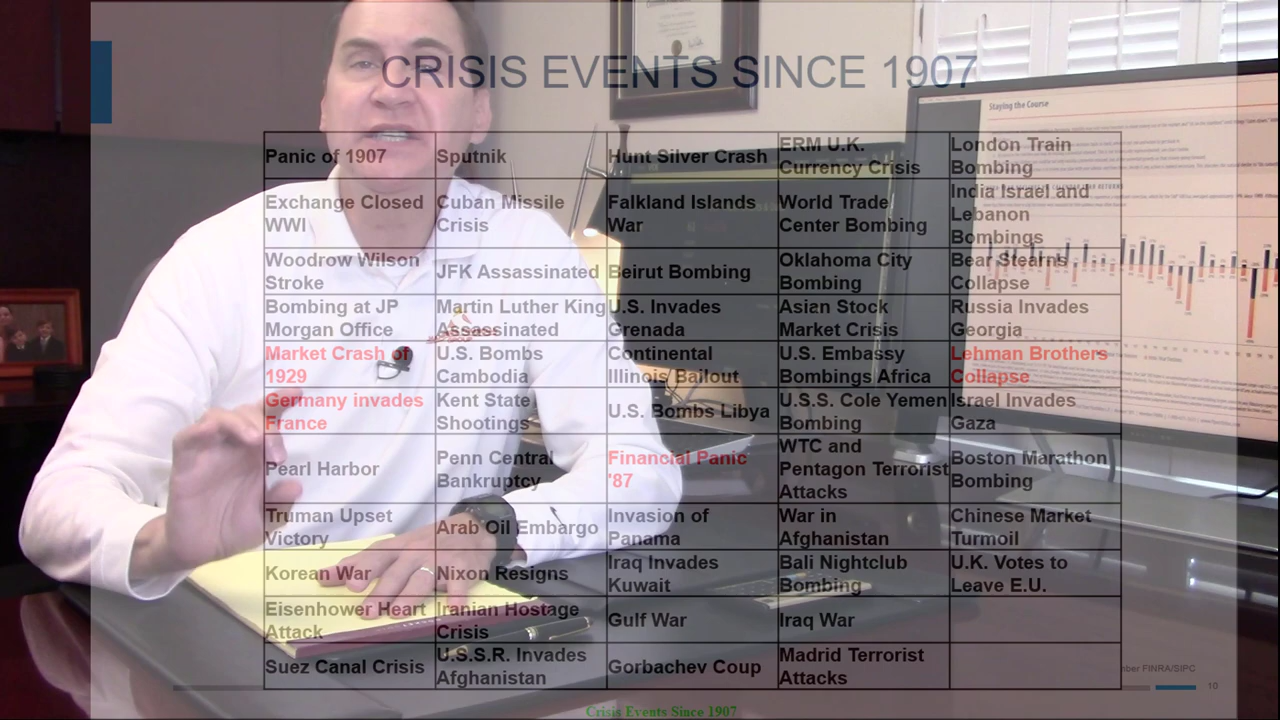 CRISIS EVENTS SINCE 1907
Staying the Course
Panic of 1907
Sputnik
Hunt Silver Crash
ERM U.K.
Currency Crisis
London Train
Bombing
Exchange Closed
WWI
Cuban Missile
Crisis
Falkland Islands
War
World Trade
Center Bombing
India Israel and
Lebanon
Bombings
Woodrow Wilson
Stroke
JFK Assassinated
Beirut Bombing
Oklahoma City
Bombing
Bear Stearns
Collapse
Bombing at JP
Morgan Office
Martin Luther King
Assassinated
U.S. Invades
Grenada
Asian Stock
Market Crisis
Russia Invades
Georgia
Market Crash of
1929
U.S. Bombs
Cambodia
Continental
Illinois Bailout
U.S. Embassy
Bombings Africa
Lehman Brothers
Collapse
Germany invades
France
Kent State
Shootings
U.S. Bombs Libya
U.S.S. Cole Yemen
Bombing
Israel Invades
Gaza
Pearl Harbor
Penn Central
Bankruptcy
Financial Panic
'87
WTC and
Pentagon Terrorist
Attacks
Boston Marathon
Bombing
Truman Upset
Victory
Arab Oil Embargo
Invasion of
Panama
War in
Afghanistan
Chinese Market
Turmoil
Korean War
Nixon Resigns
Iraq Invades
Kuwait
Bali Nightclub
Bombing
U.K. Votes to
Leave E.U.
Eisenhower Heart
Attack
Iranian Hostage
Crisis
Gulf War
Iraq War
Suez Canal Crisis
U.S.S.R. Invades
Afghanistan
Gorbachev Coup
Madrid Terrorist
Attacks
FINRA/SIPC
10
Crisis Events Since 1907